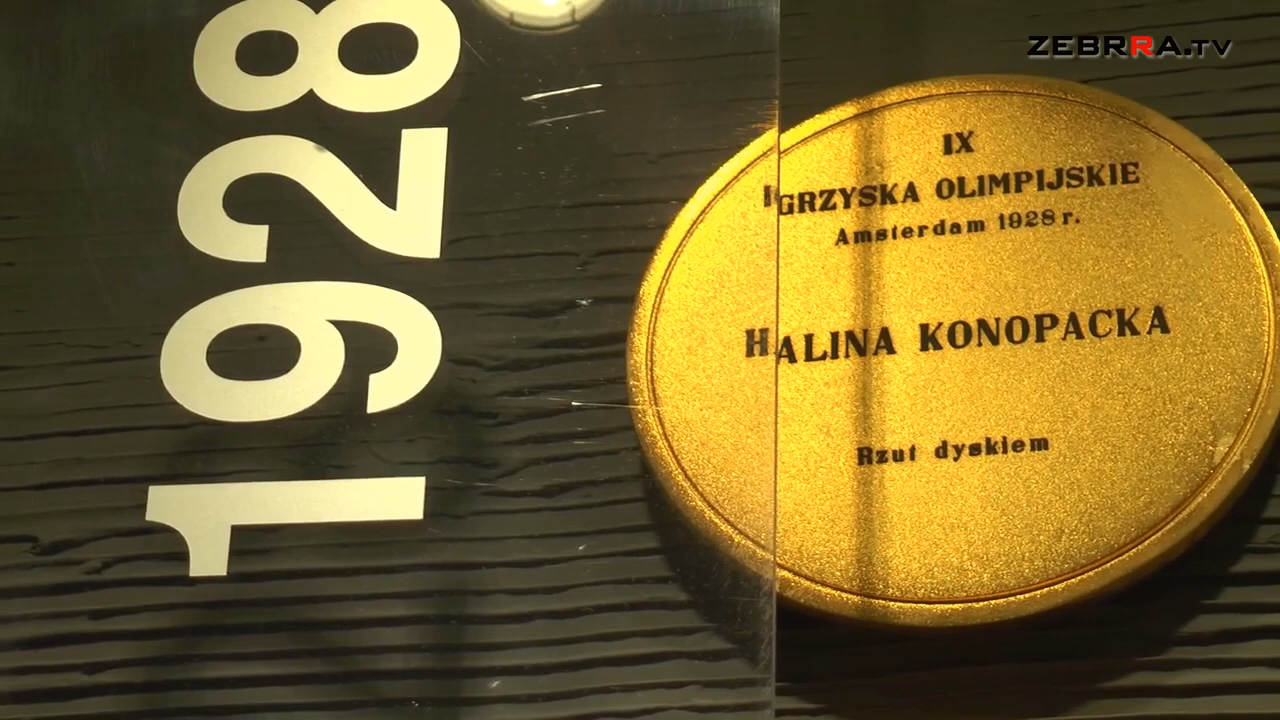 ZEBRRA.TV
1928
IX
IGRZYSKA OLIMPIJSKIE
Amsterdam 1928 r.
HALINA KONOPACKA
Rzut dyskiem